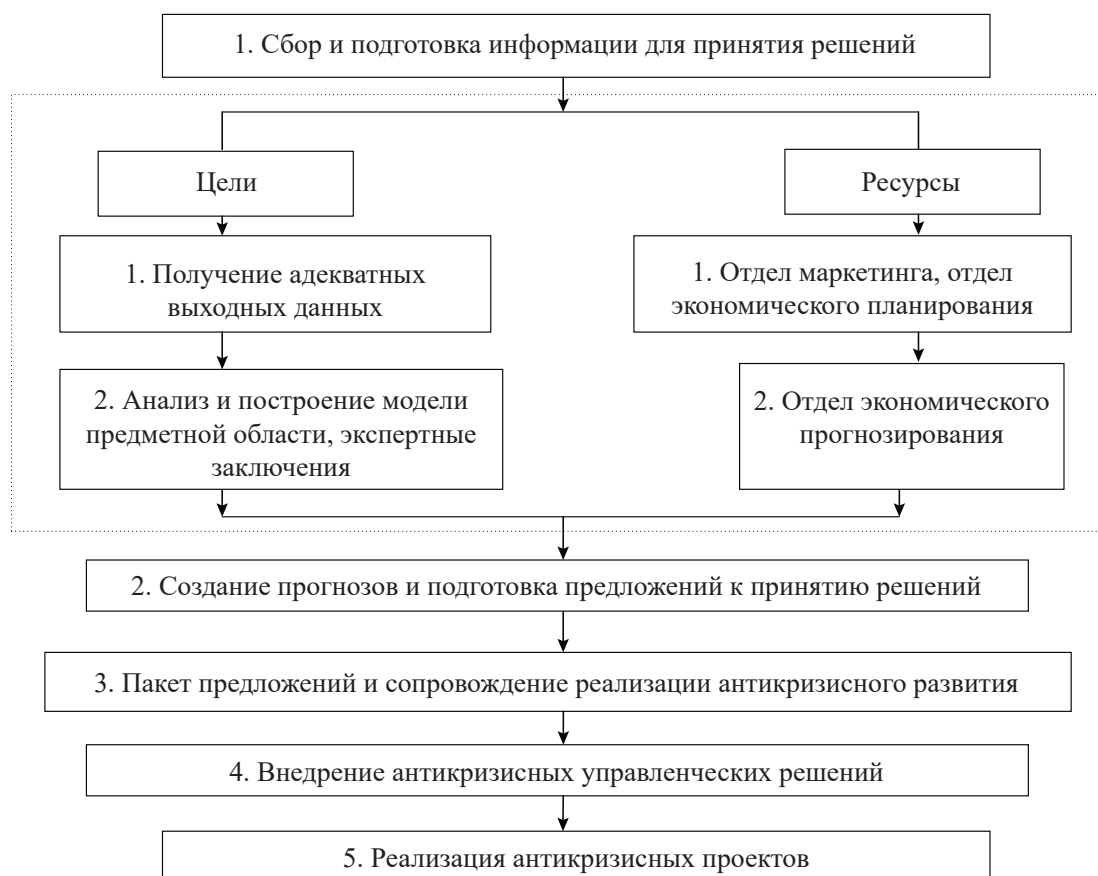 1. Сбор и подготовка информации для принятия решений
Цели
Ресурсы
1. Получение адекватных
выходных данных
1. Отдел маркетинга, отдел
экономического планирования
2. Анализ и построение модели
предметной области, экспертные
заключения
2. Отдел экономического
прогнозирования
2. Создание прогнозов и подготовка предложений к принятию решений
3. Пакет предложений и сопровождение реализации антикризисного развития
4. Внедрение антикризисных управленческих решений
5. Реализация антикризисных проектов